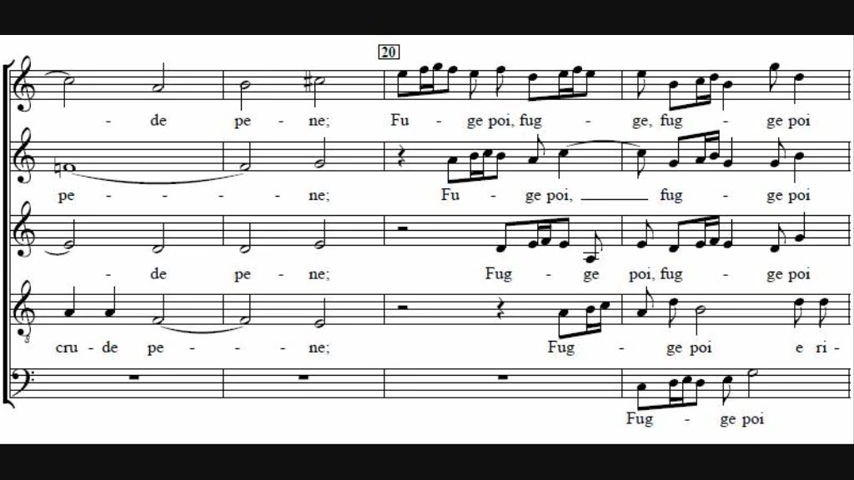 20
- de pe - ne; Fu - ge poi, fug - ge, fug - ge poi
pe - - - ne; Fu - ge poi, fug - ge poi
- de pe - ne; Fug - ge poi, fug - ge poi
cru - de pe - - - ne; Fug - ge poi e ri -
Fug - ge poi